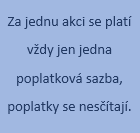 Za jednu akci se platí
vždy jen jedna
poplatková sazba,
poplatky se nesčítají.